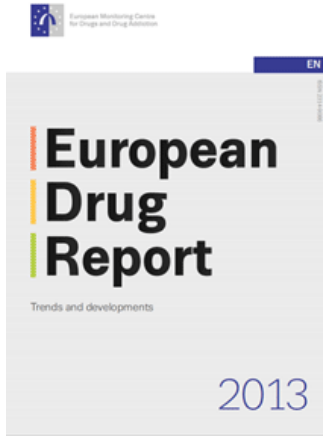 European Monitoring Centre
for Drugs and Drug Addiction
EN
European
Drug
Report
Trends and developments
2013